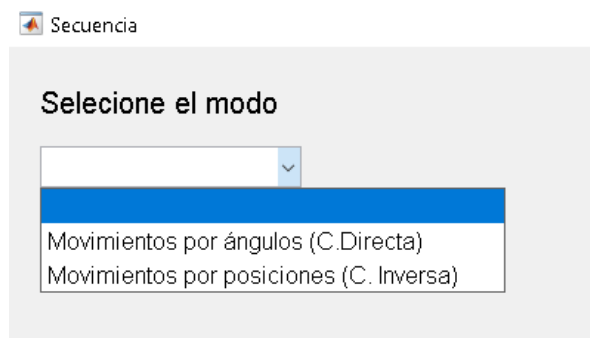 Secuencia
Selecione el modo
Movimientos por ángulos (C.Directa)
Movimientos por posiciones (C. Inversa)